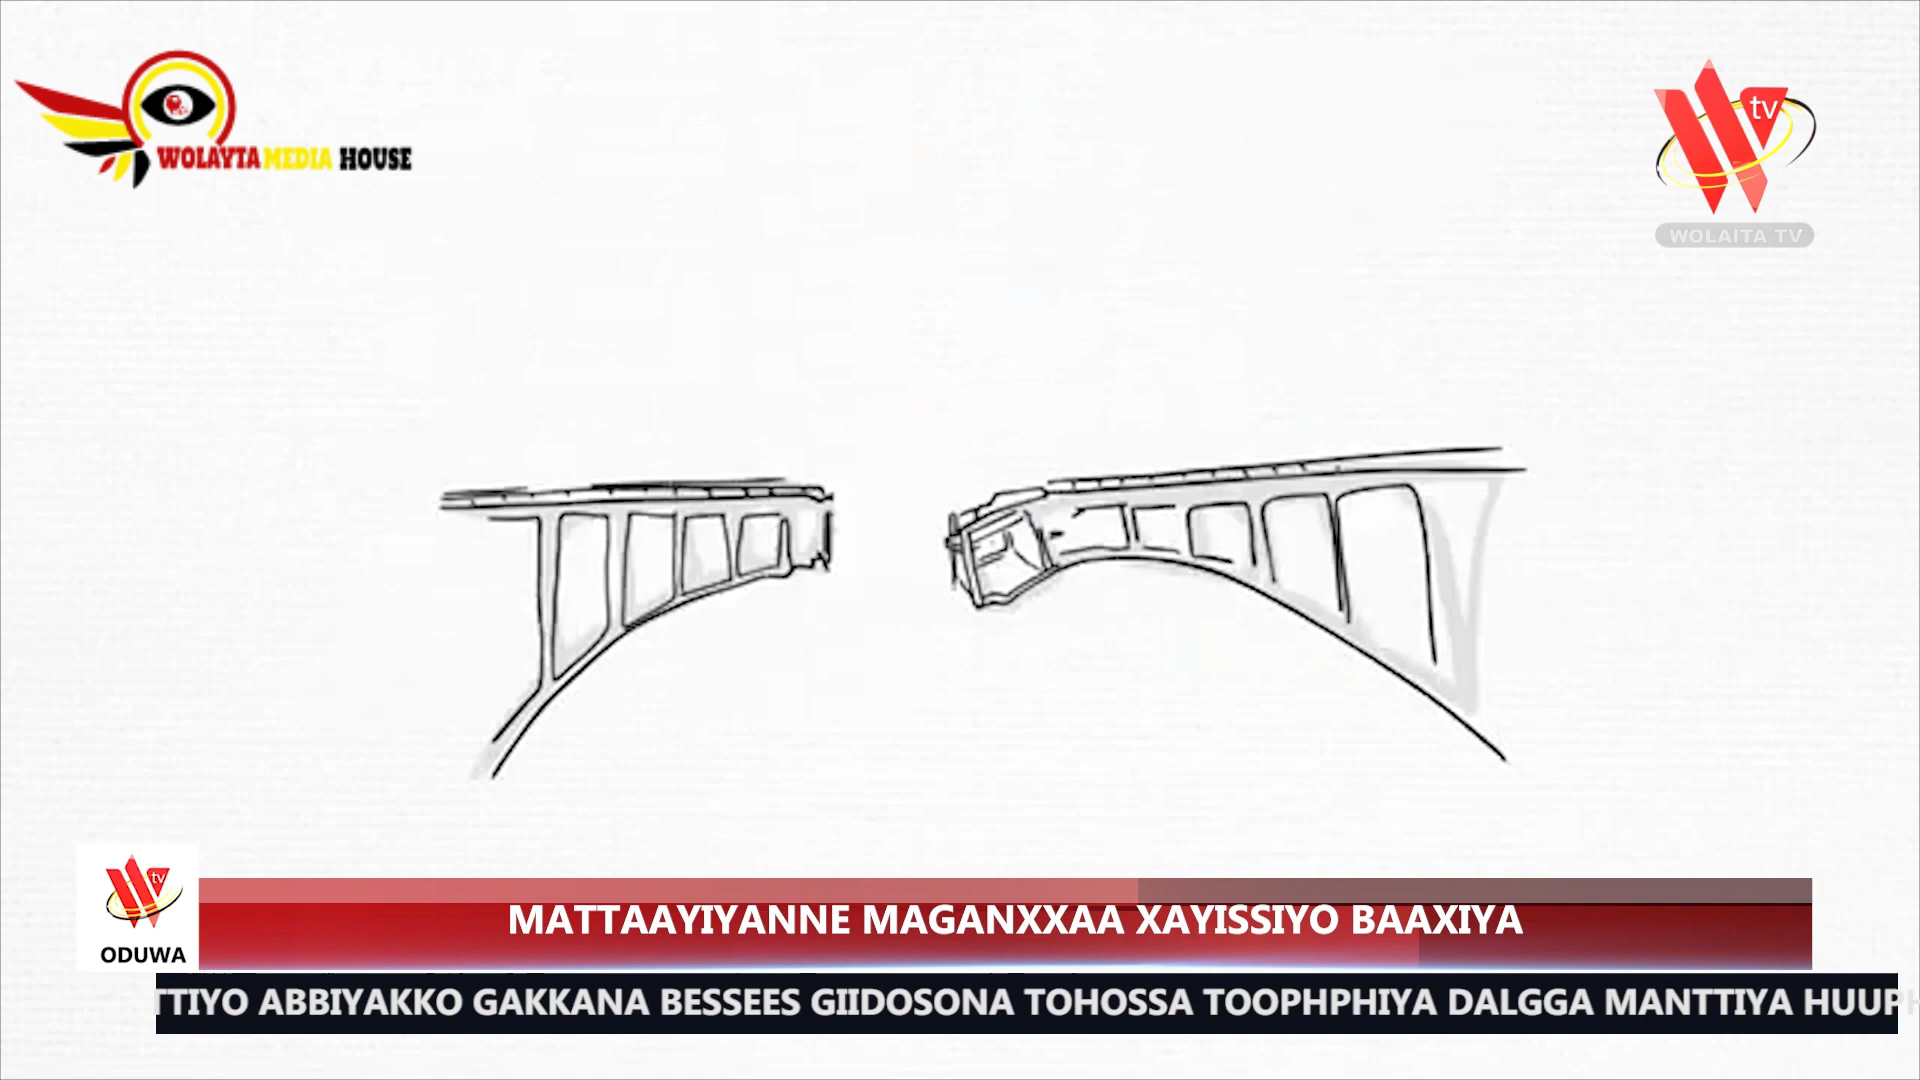 WOLAYTA MEDIA HOUSE
tv
WOLAITA TV
tv
ODUWA
MATTAAYIYANNE MAGANXXAA XAYISSIYO BAAXIYA
ABBIYAKKO GAKKANA BESSEES GIIDOSONA TOHOSSA TOOPHPHIYA DALGGA MANTTIYA